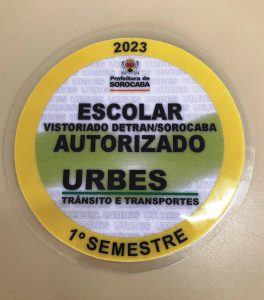 2023
Prefeitura de
SOROCABA
ESCOLAR
VISTORIADO DETRAN/SOROCABA
AUTORIZADO
URBES
TRÂNSITO E TRANSPORTES
1º SEMESTRE